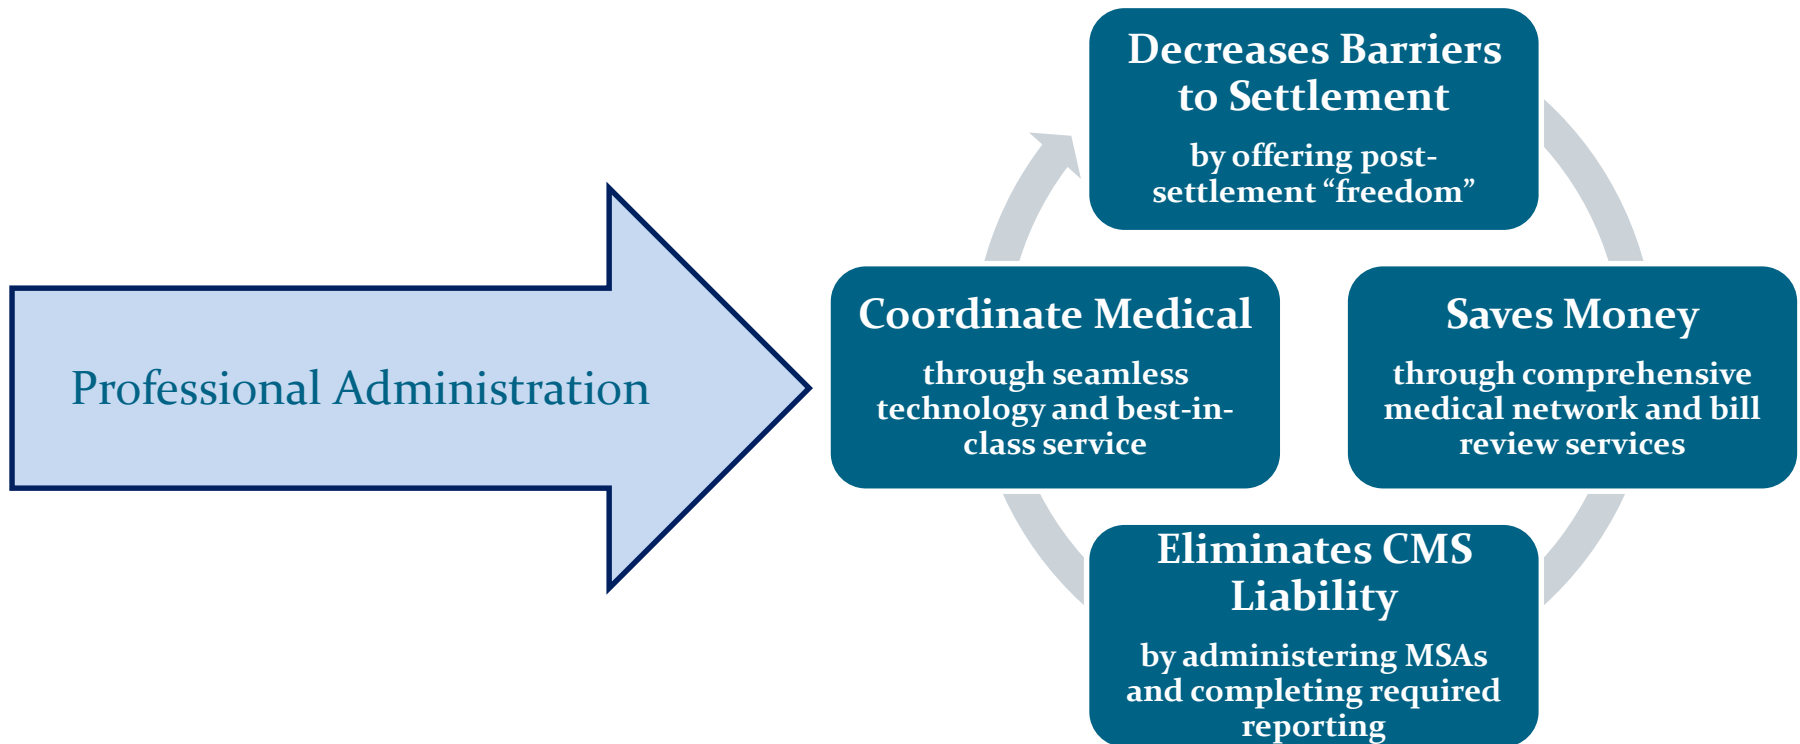 Professional Administration
Decreases Barriers
to Settlement
by offering post-
settlement “freedom”
Coordinate Medical
through seamless
technology and best-in-
class service
Saves Money
through comprehensive
medical network and bill
review services
Eliminates CMS
Liability
by administering MSAs
and completing required
reporting